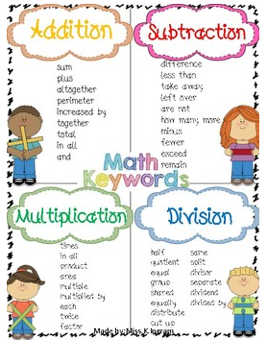 Addition
sum
plus
altogether
perimeter
increased by
together
total
in all
and
Subtraction
difference
less than
take away
left over
are not
how many more
minus
fewer
exceed
remain
Math
Keywords
Multiplication
times
in all
product
area
multiple
multiplied by
each
twice
factor
Division
half same
quotient split
equal divisor
group separate
share dividend
equally divided by
distribute
cut up
Made by: Miss K